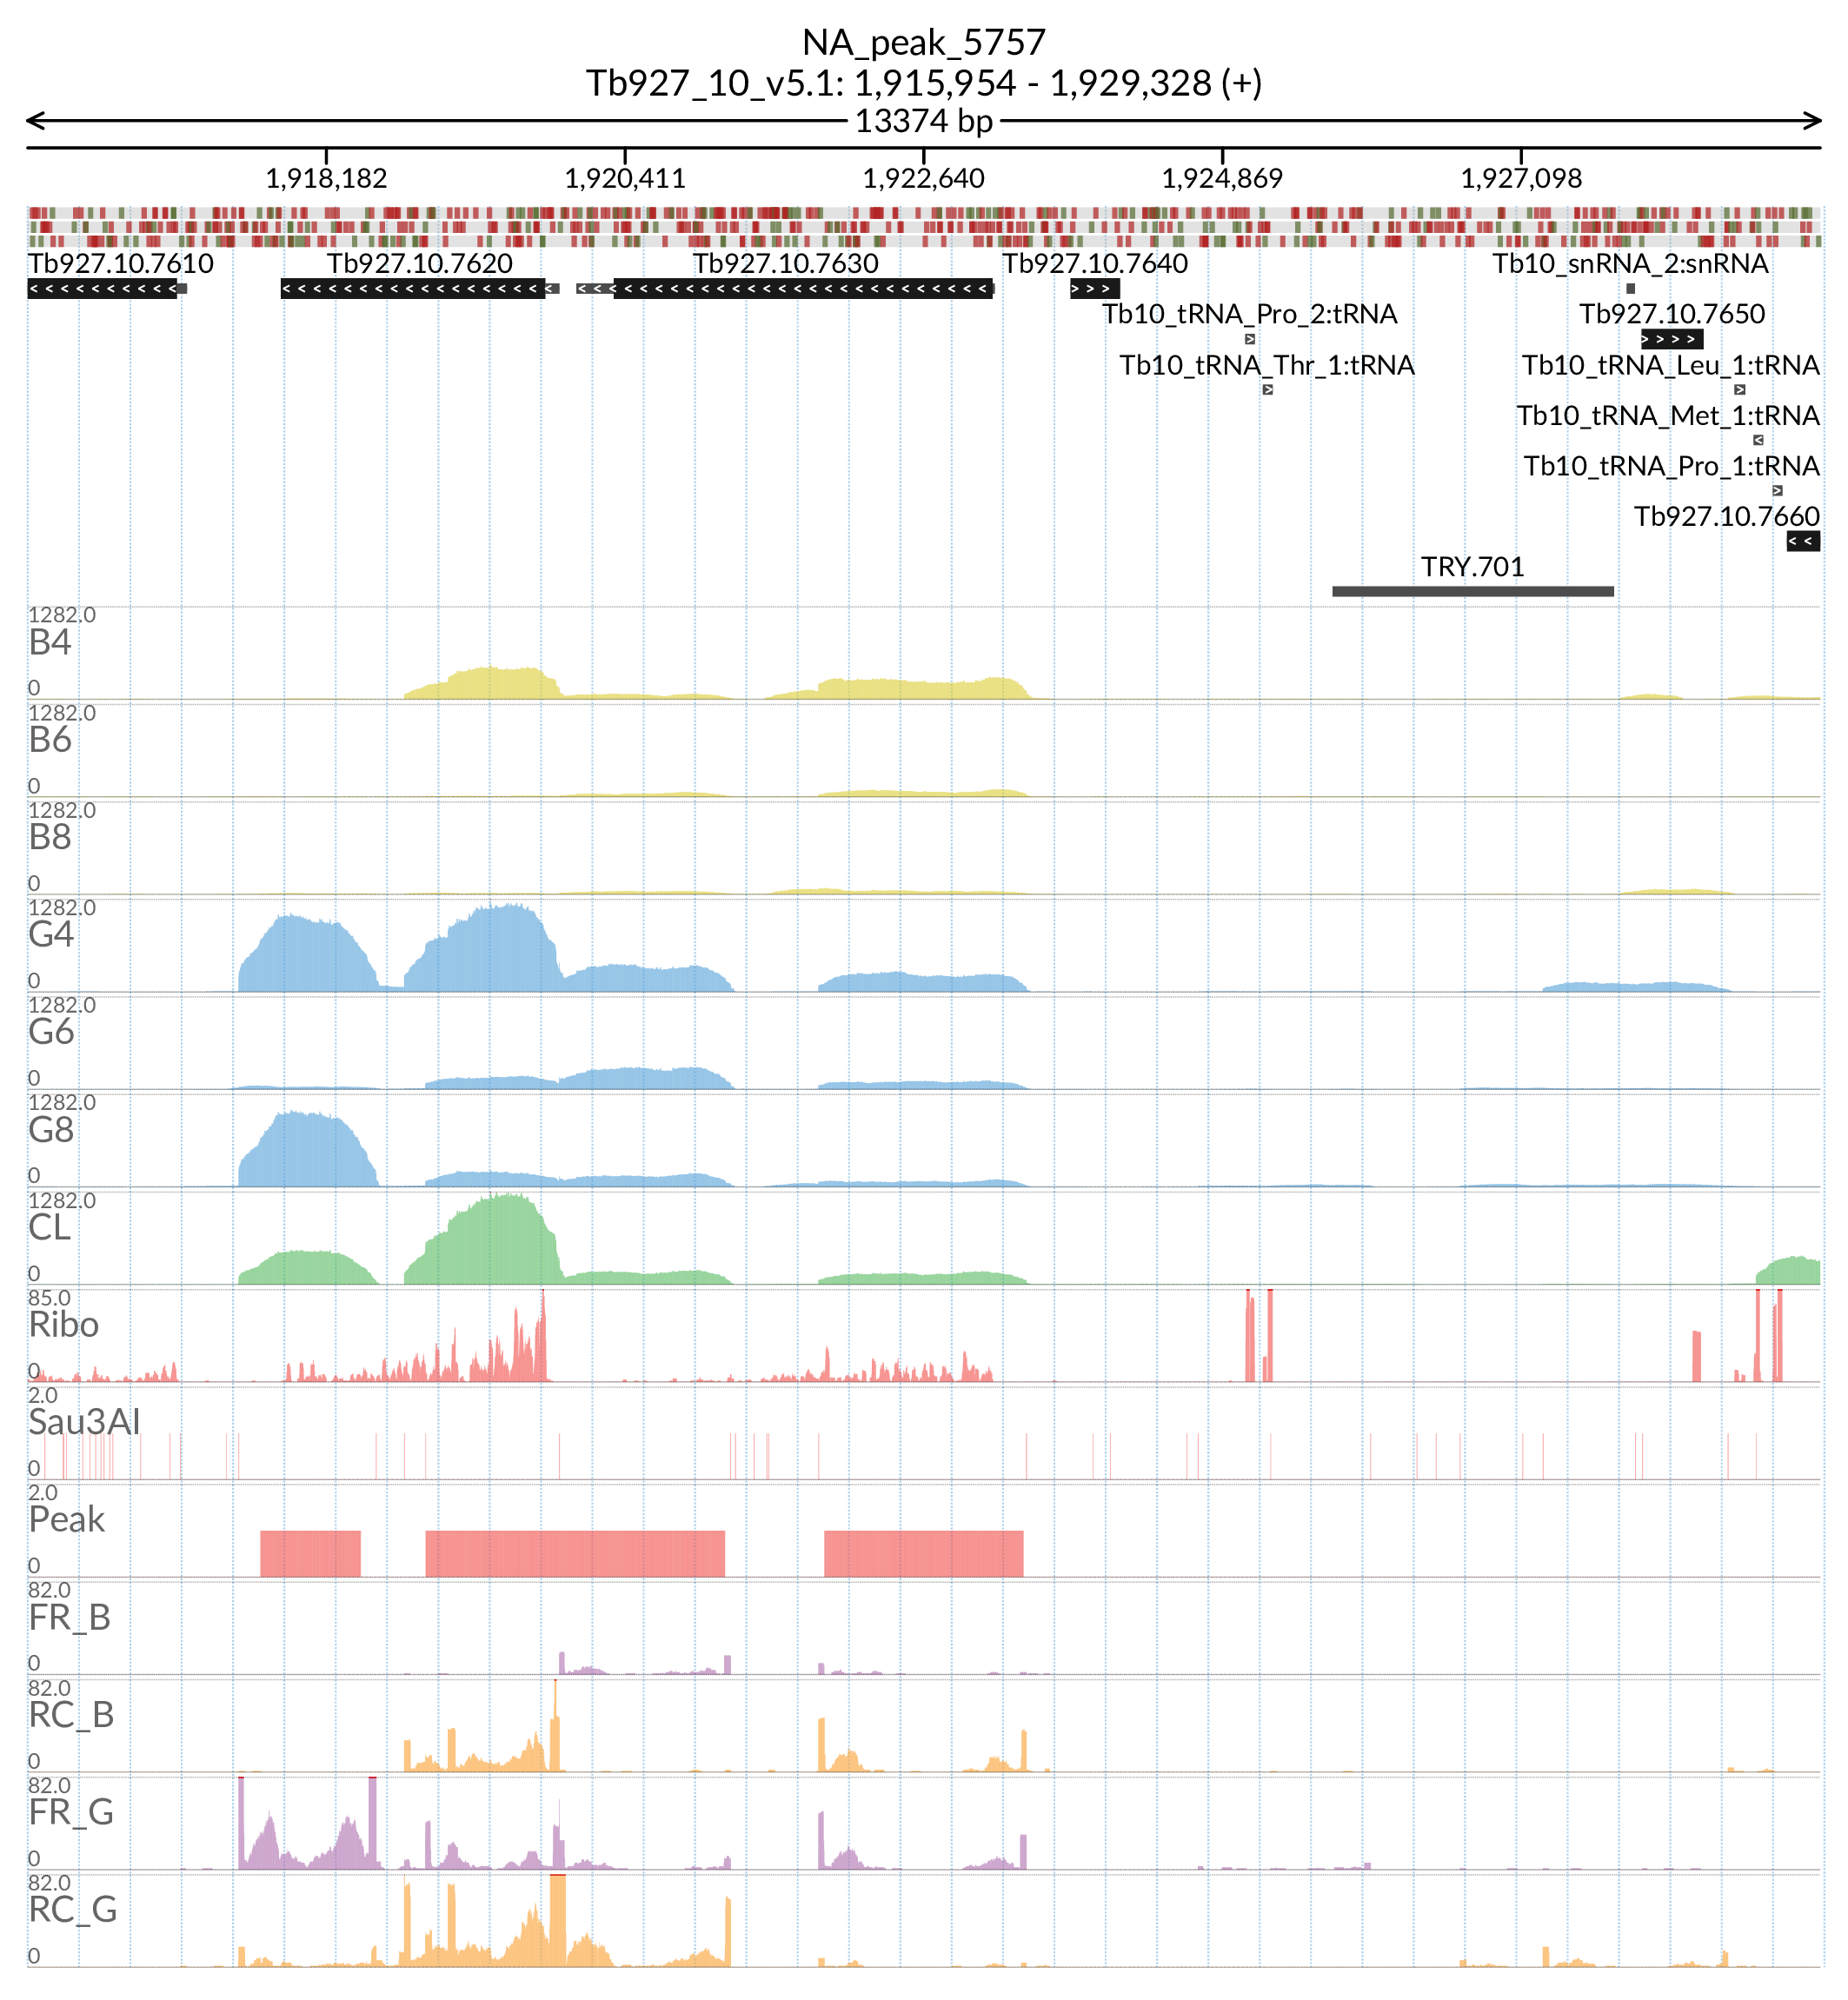 NA_peak_5757
Tb927_10_v5.1: 1,915,954 - 1,929,328 (+)
13374 bp
1,918,182 1,920,411 1,922,640 1,924,869 1,927,098
Tb927.10.7610 Tb927.10.7620 Tb927.10.7630 Tb927.10.7640 Tb10_snRNA_2:snRNA
Tb10_tRNA_Pro_2:tRNA Tb927.10.7650
Tb10_tRNA_Thr_1:tRNA Tb10_tRNA_Leu_1:tRNA
Tb10_tRNA_Met_1:tRNA
Tb10_tRNA_Pro_1:tRNA
Tb927.10.7660
TRY.701
1282.0
B4
0
1282.0
B6
0
1282.0
B8
0
1282.0
G4
0
1282.0
G6
0
1282.0
G8
0
1282.0
CL
0
85.0
Ribo
0
2.0
Sau3AI
0
2.0
Peak
0
82.0
FR_B
0
82.0
RC_B
0
82.0
FR_G
0
82.0
RC_G
0